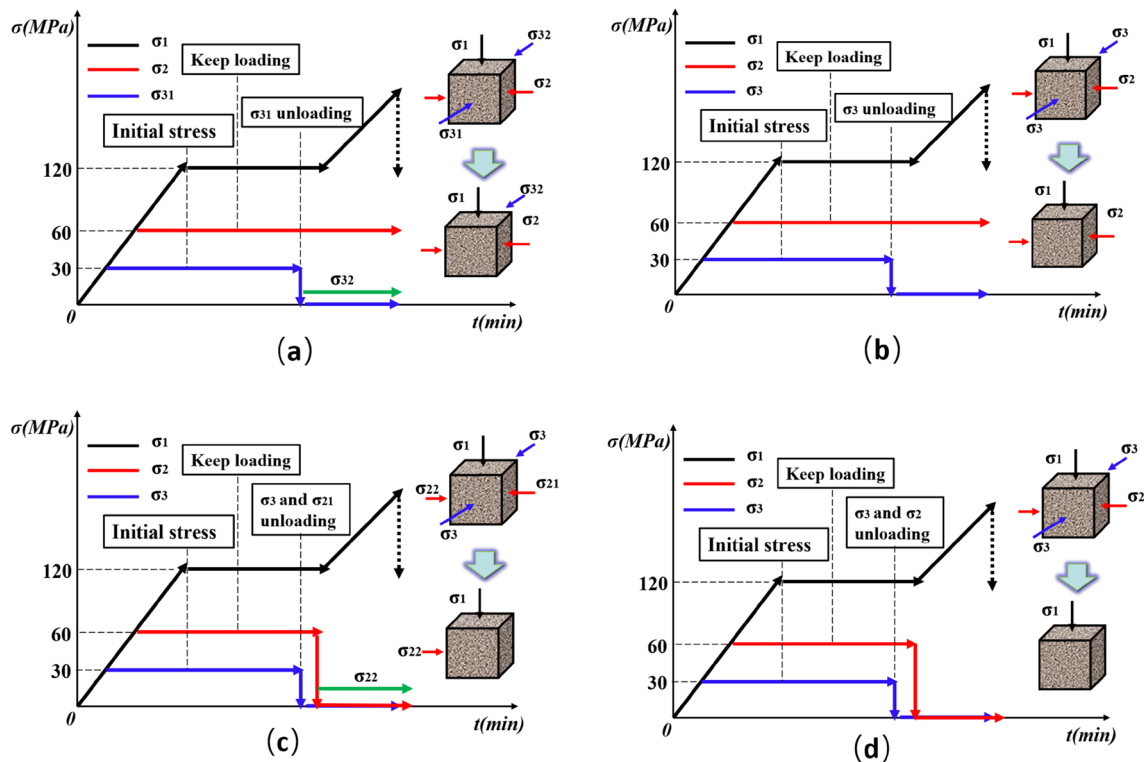 σ(MPa)
σ1
σ2
σ31
Keep loading
σ31 unloading
Initial stress
120
60
30
0
σ32
t(min)
σ1
σ32
σ2
σ31
σ1
σ32
σ2
(a)
σ(MPa)
σ1
σ2
σ3
Keep loading
σ3 unloading
Initial stress
120
60
30
0
t(min)
σ1
σ3
σ2
σ3
σ1
σ2
(b)
σ(MPa)
σ1
σ2
σ3
Keep loading
σ3 and σ21
unloading
Initial stress
120
60
30
0
σ22
t(min)
σ1
σ3
σ22
σ21
σ3
σ1
σ22
(c)
σ(MPa)
σ1
σ2
σ3
Keep loading
σ3 and σ2
unloading
Initial stress
120
60
30
0
t(min)
σ1
σ3
σ2
σ3
σ1
(d)